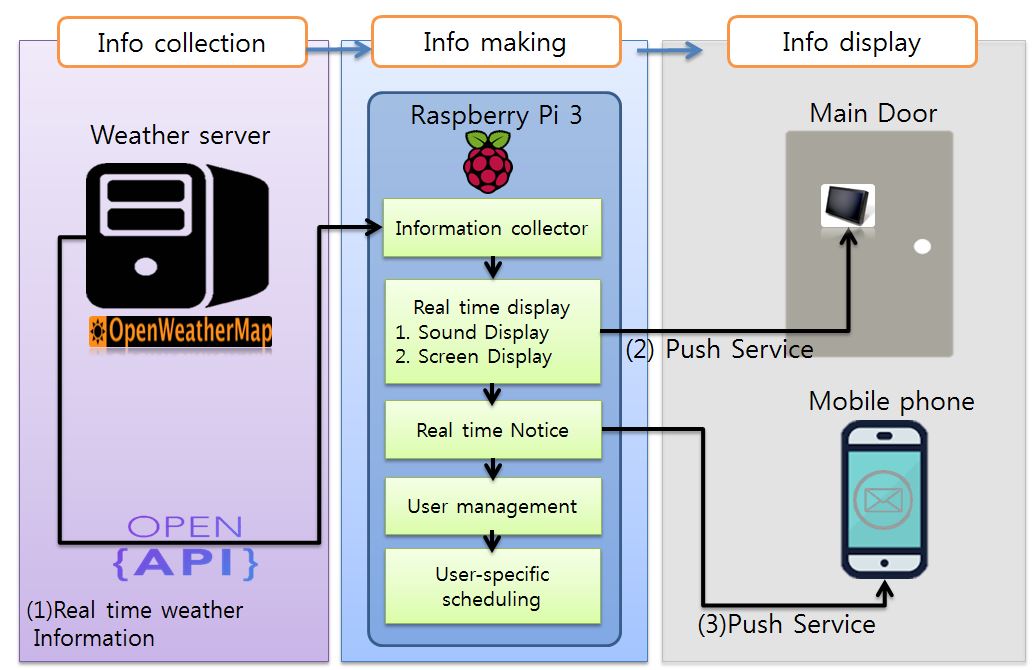 Info collection
Info making
Info display
Weather server
OpenWeatherMap
OPEN
{API}
(1)Real time weather
Information
Raspberry Pi 3
Information collector
Real time display
1. Sound Display
2. Screen Display
Real time Notice
User management
User-specific
scheduling
Main Door
(2) Push Service
Mobile phone
(3)Push Service